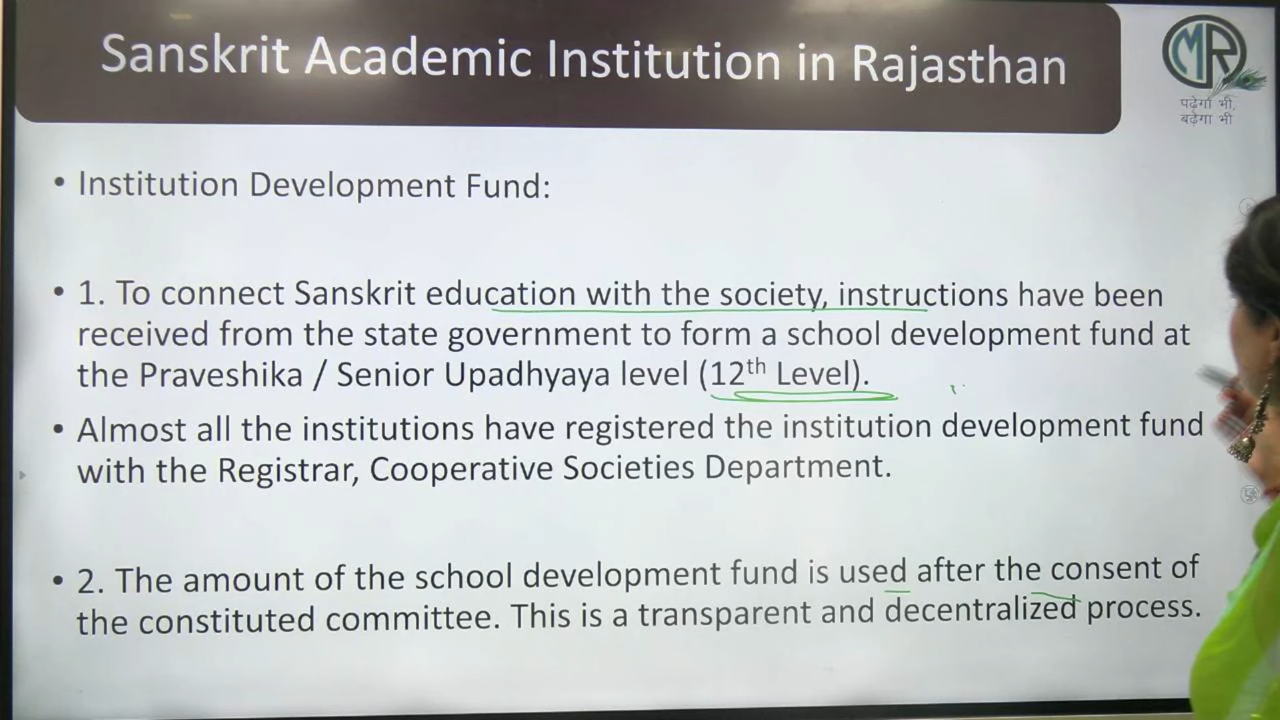 Sanskrit Academic Institution in Rajasthan
MR
पढ़ेगा भी,
बढ़ेगा भी
• Institution Development Fund:
• 1. To connect Sanskrit education with the society, instructions have been
received from the state government to form a school development fund at
the Praveshika / Senior Upadhyaya level (12th Level).
• Almost all the institutions have registered the institution development fund
with the Registrar, Cooperative Societies Department.
• 2. The amount of the school development fund is used after the consent of
the constituted committee. This is a transparent and decentralized process.